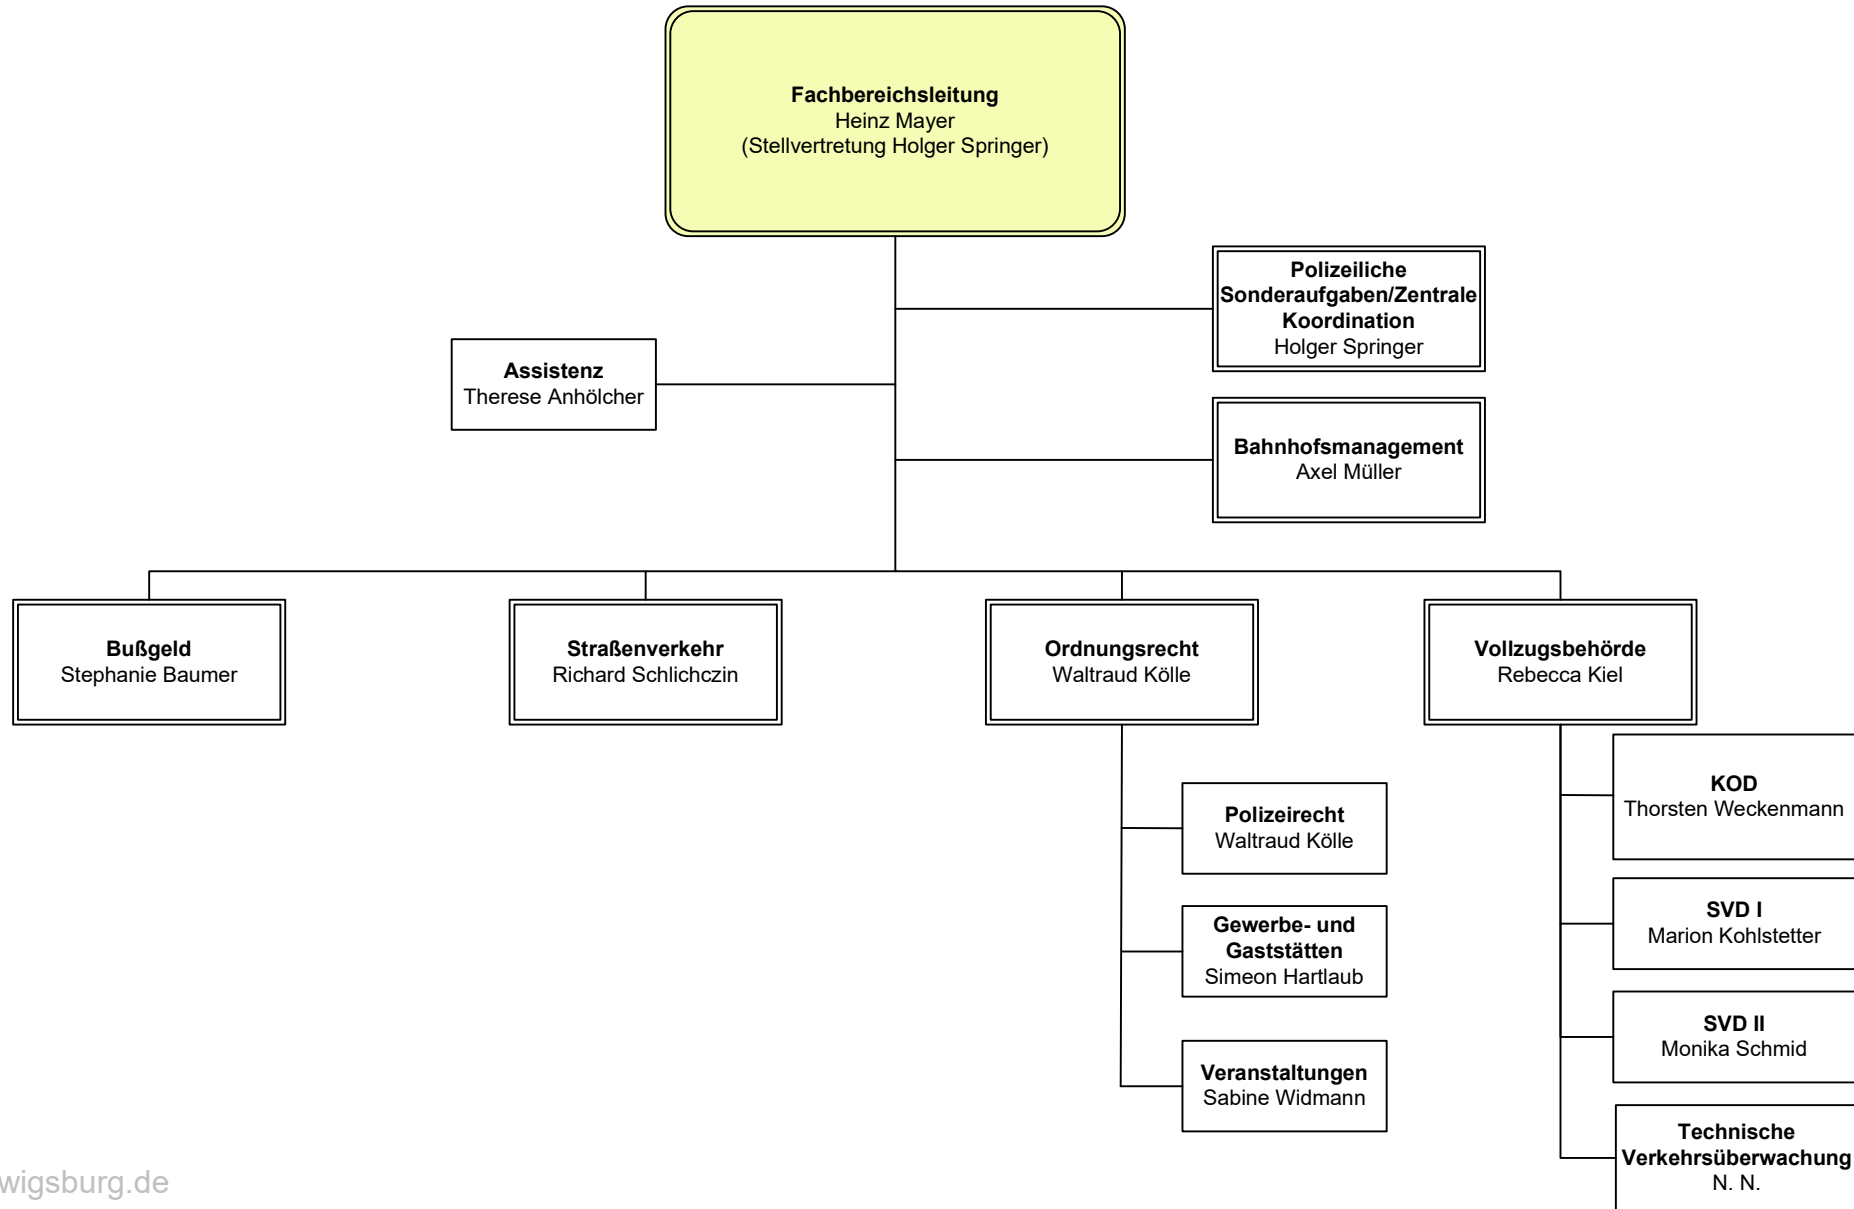 Fachbereichsleitung
Heinz Mayer
(Stellvertretung Holger Springer)
Polizeiliche
Sonderaufgaben/Zentrale
Koordination
Holger Springer
Assistenz
Therese Anhölcher
Bahnhofsmanagement
Axel Müller
Bußgeld
Stephanie Baumer
Straßenverkehr
Richard Schlichczin
Ordnungsrecht
Waltraud Kölle
Vollzugsbehörde
Rebecca Kiel
Polizeirecht
Waltraud Kölle
Gewerbe- und
Gaststätten
Simeon Hartlaub
Veranstaltungen
Sabine Widmann
KOD
Thorsten Weckenmann
SVD I
Marion Kohlstetter
SVD II
Monika Schmid
Technische
Verkehrsüberwachung
N. N.
wigsburg.de